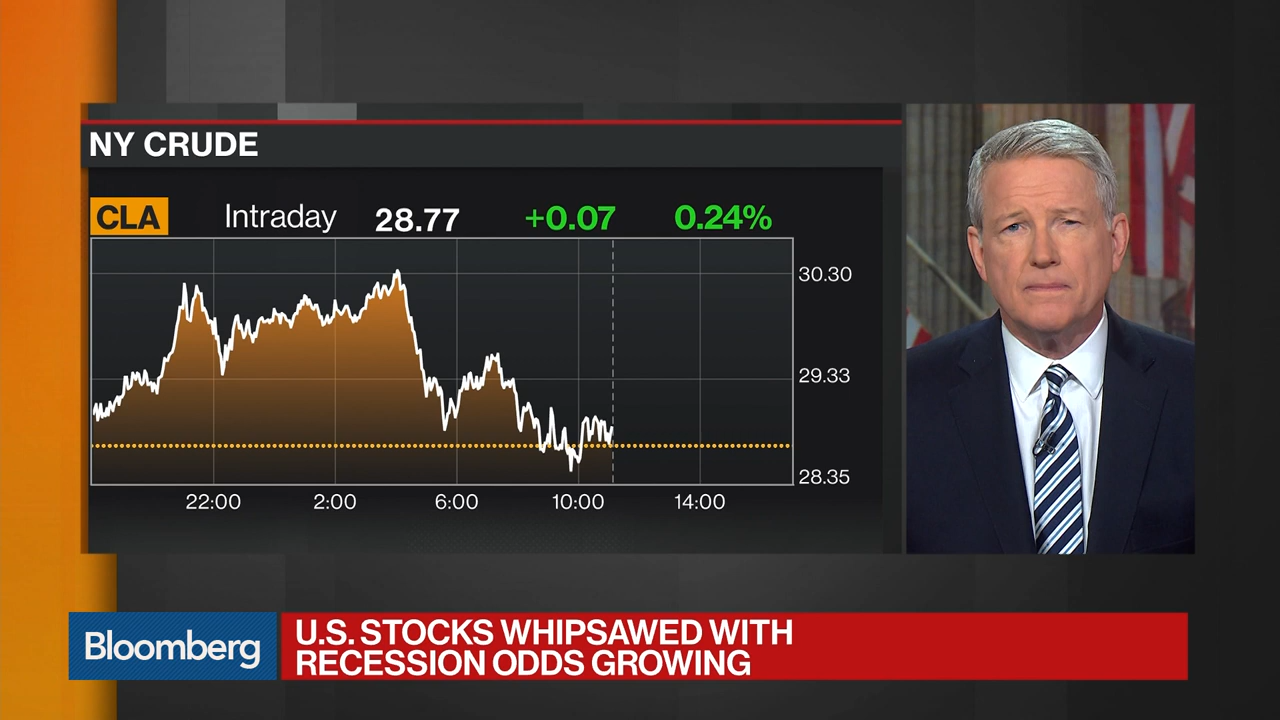 NY CRUDE
CLA Intraday 28.77 +0.07 0.24%
30.30
29.33
28.35
22:00 2:00 6:00 10:00 14:00
Bloomberg
U.S. STOCKS WHIPSAWED WITH
RECESSION ODDS GROWING